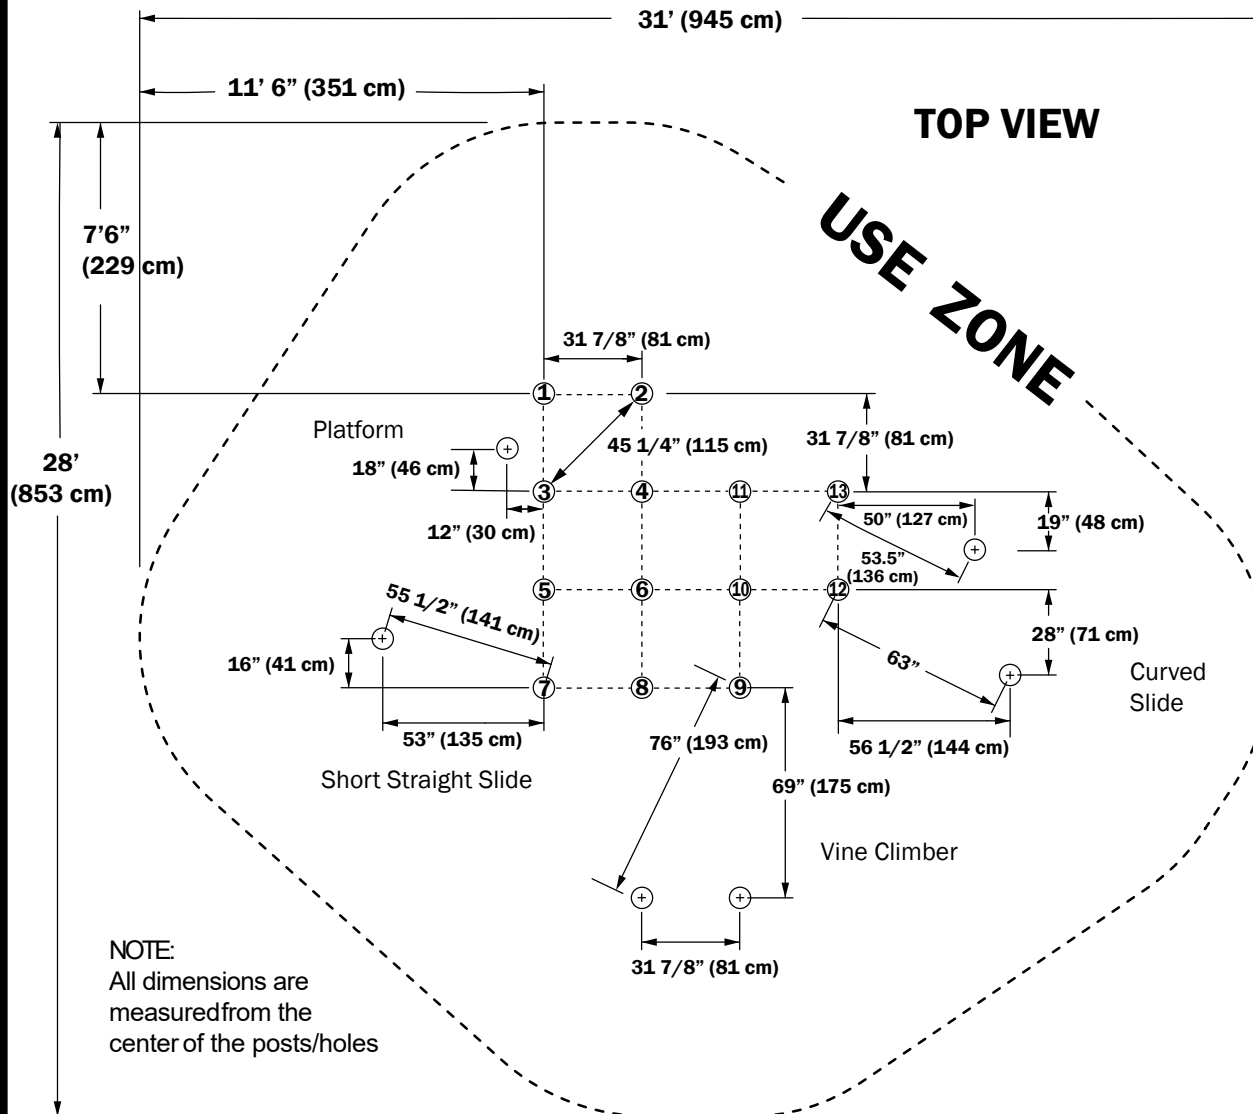 31’ (945 cm)
11’ 6” (351 cm)
TOP VIEW
USE ZONE
7’6”
(229 cm)
31 7/8” (81 cm)
1
2
Platform
45 1/4” (115 cm)
31 7/8” (81 cm)
28’
(853 cm)
18” (46 cm)
3
4
11
13
12” (30 cm)
50” (127 cm)
19” (48 cm)
53.5”
(136 cm)
5
6
10
12
55 1/2” (141 cm)
16” (41 cm)
28” (71 cm)
63”
Curved
Slide
7
8
9
53” (135 cm)
76” (193 cm)
56 1/2” (144 cm)
Short Straight Slide
69” (175 cm)
Vine Climber
31 7/8” (81 cm)
NOTE:
All dimensions are
measuredfrom the
center of the posts/holes